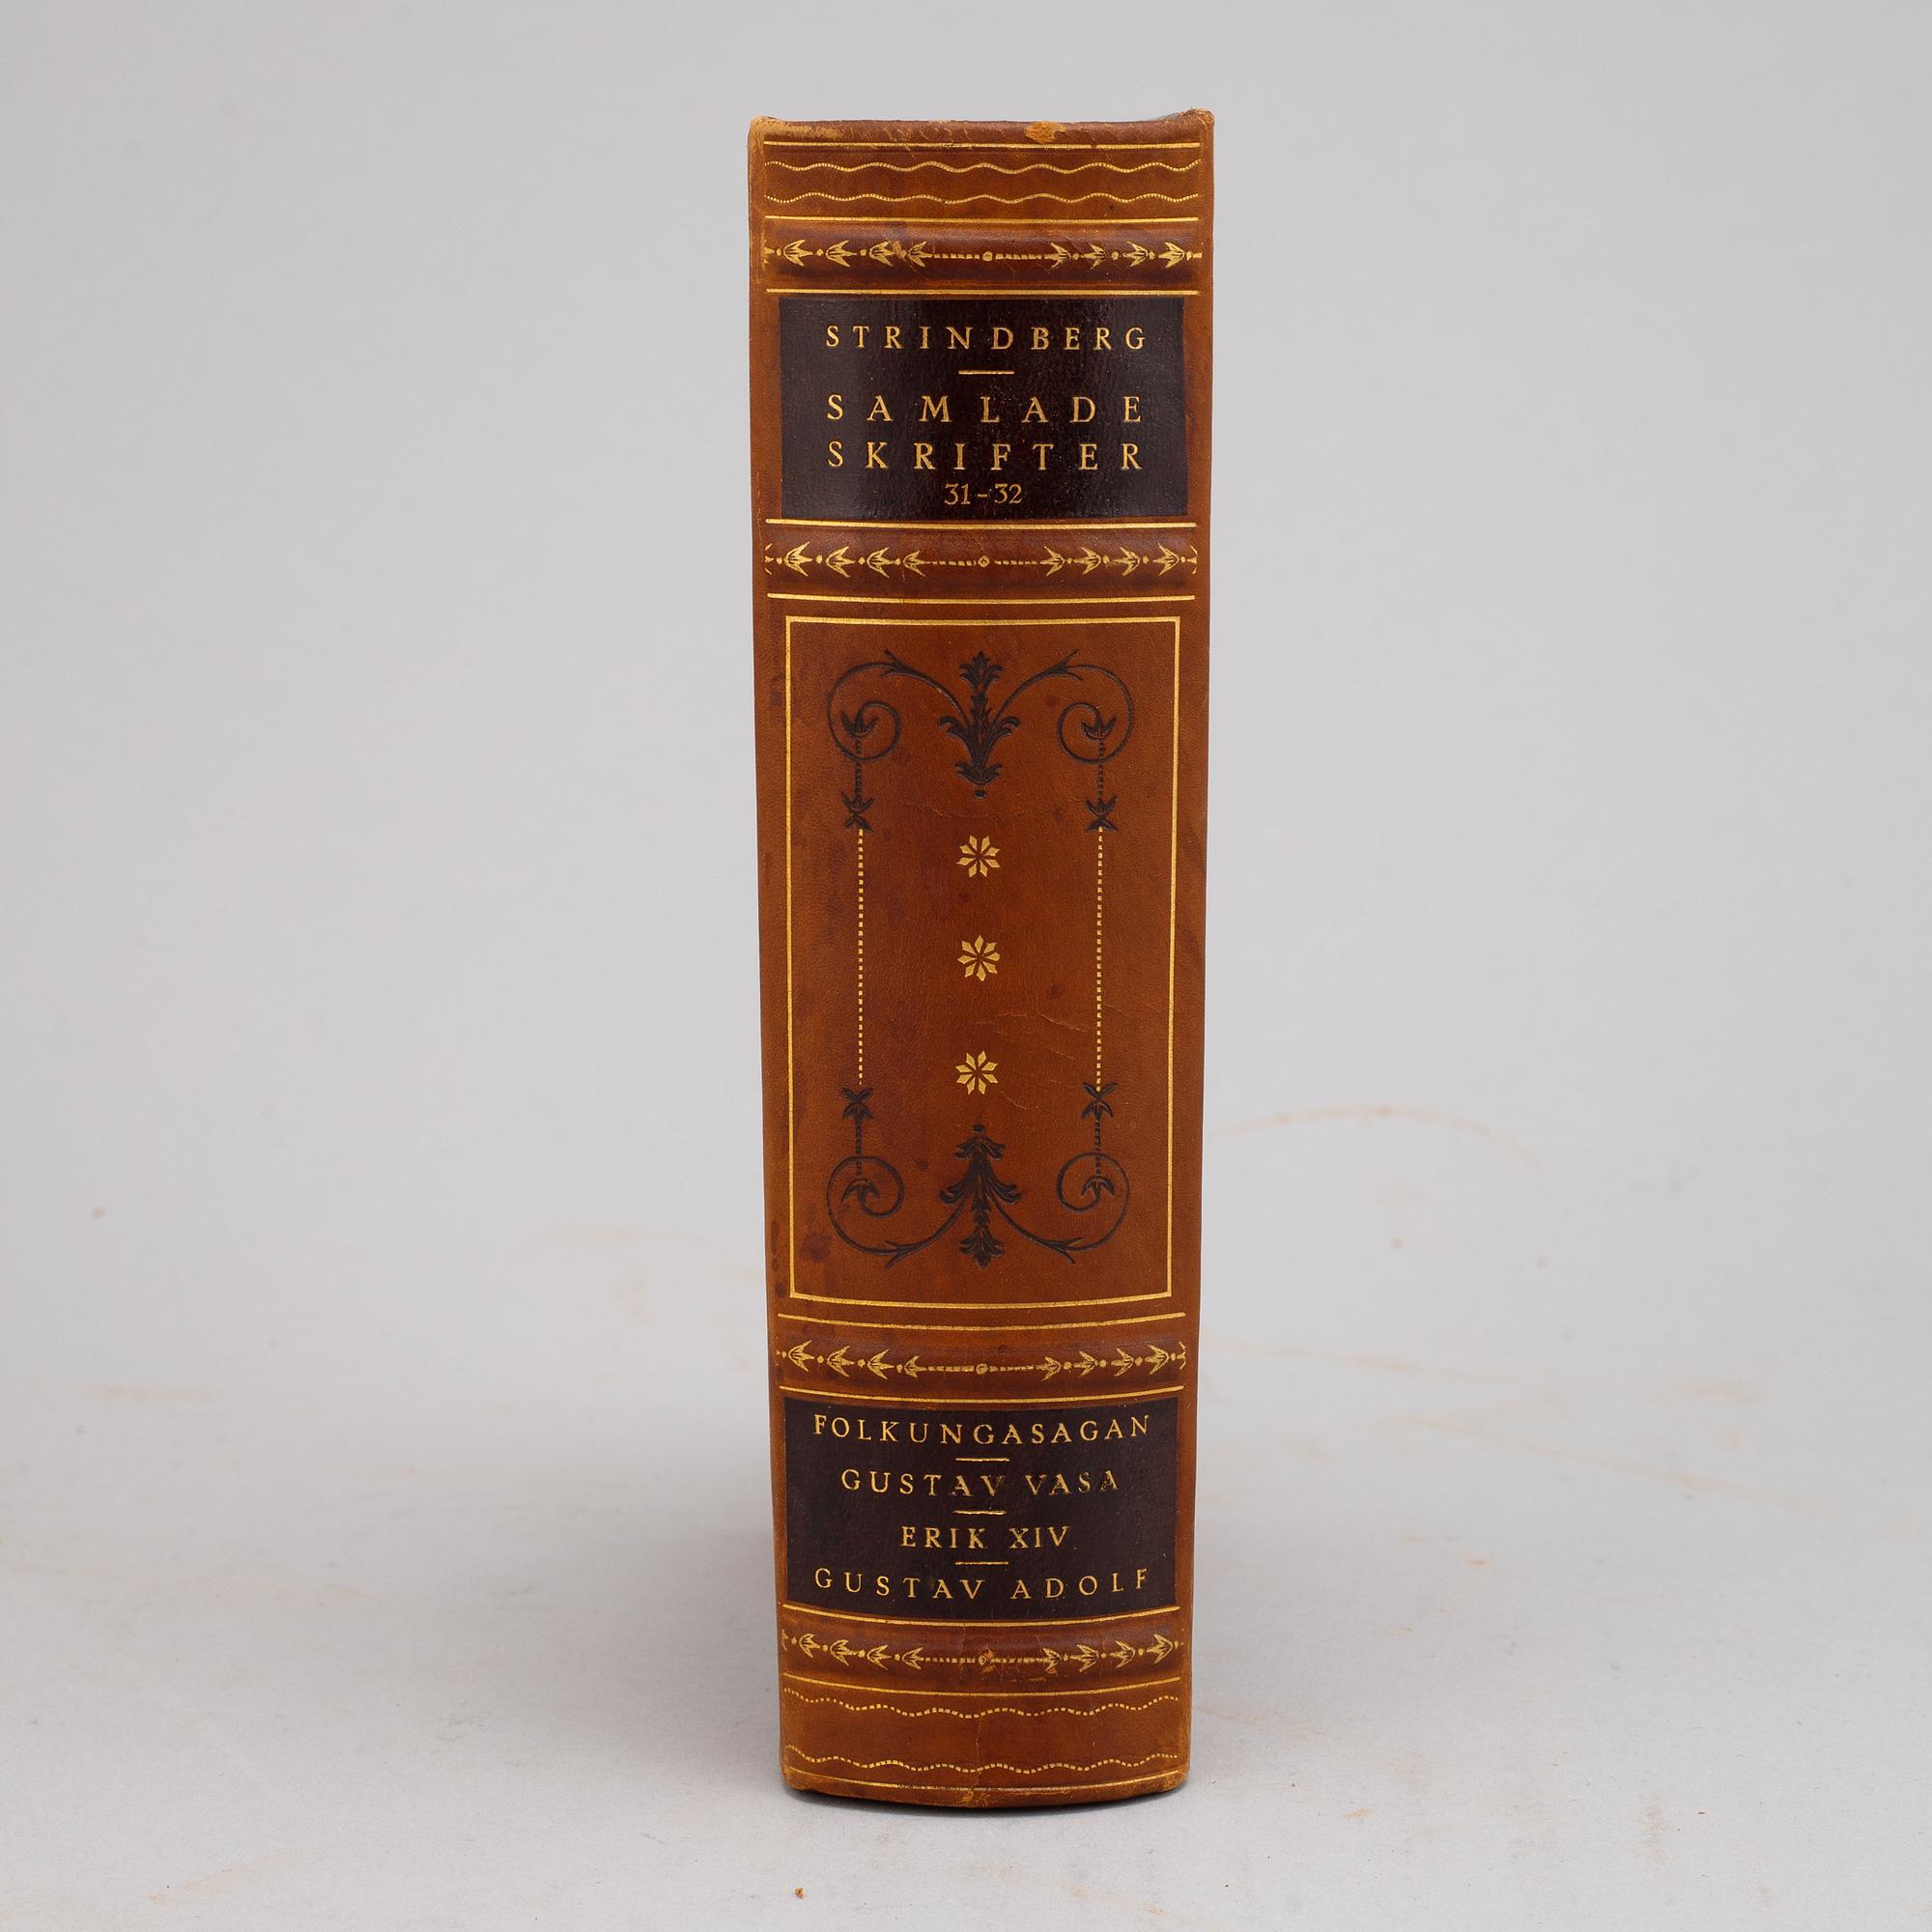 STRINDBERG
SAMLADE
SKRIFTER
31-32
FOLKUNGASAGAN
GUSTAV VASA
ERIK XIV
GUSTAV ADOLF